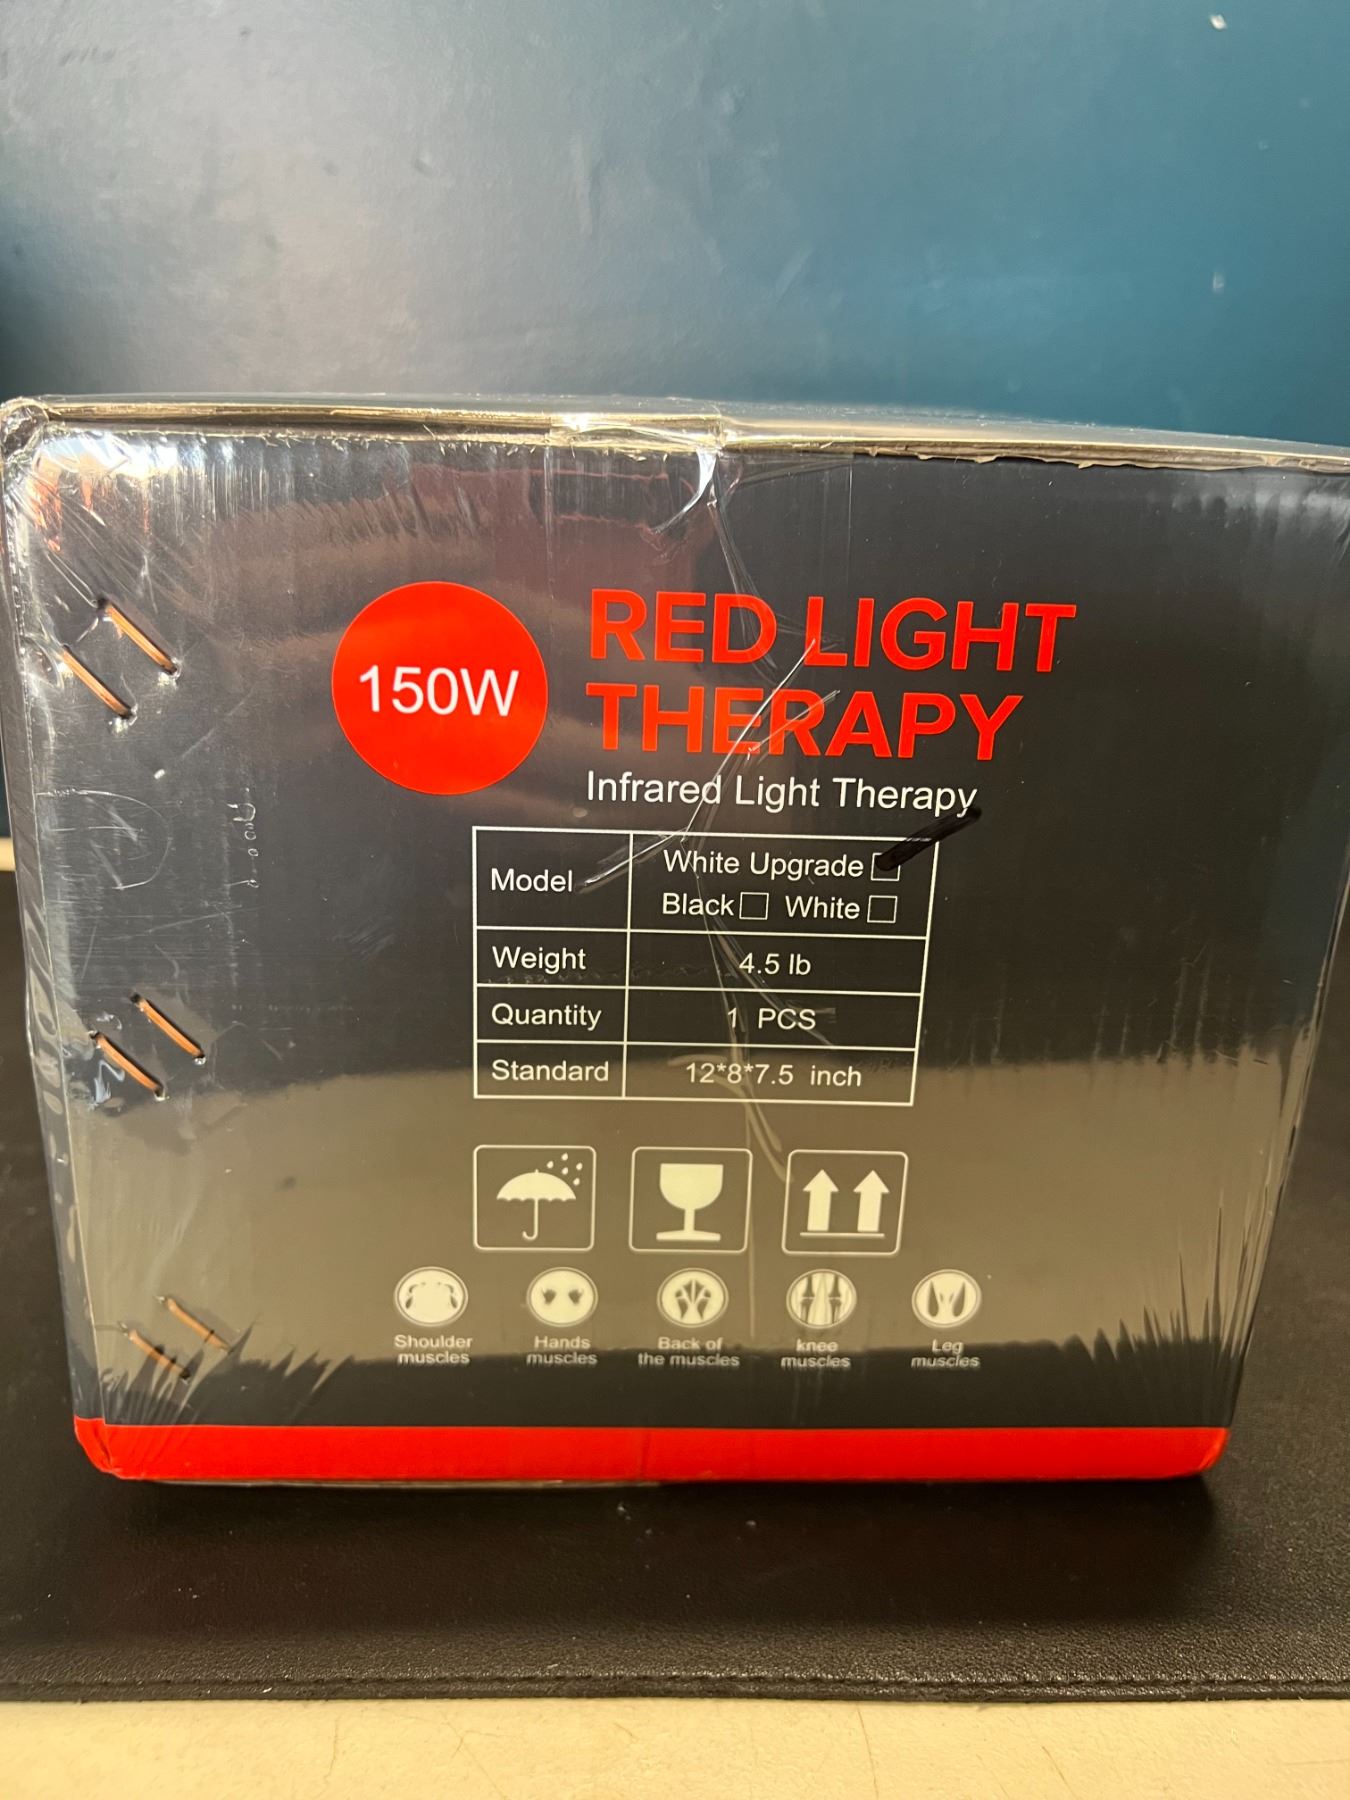 150W
RED LIGHT
THERAPY
Infrared Light Therapy
Model
White Upgrade
Black White
Weight 4.5 lb
Quantity 1 PCS
Standard 12*8*7.5 inch
Shoulder
muscles
Hands
muscles
Back of
the muscles
knee
muscles
Leg
muscles